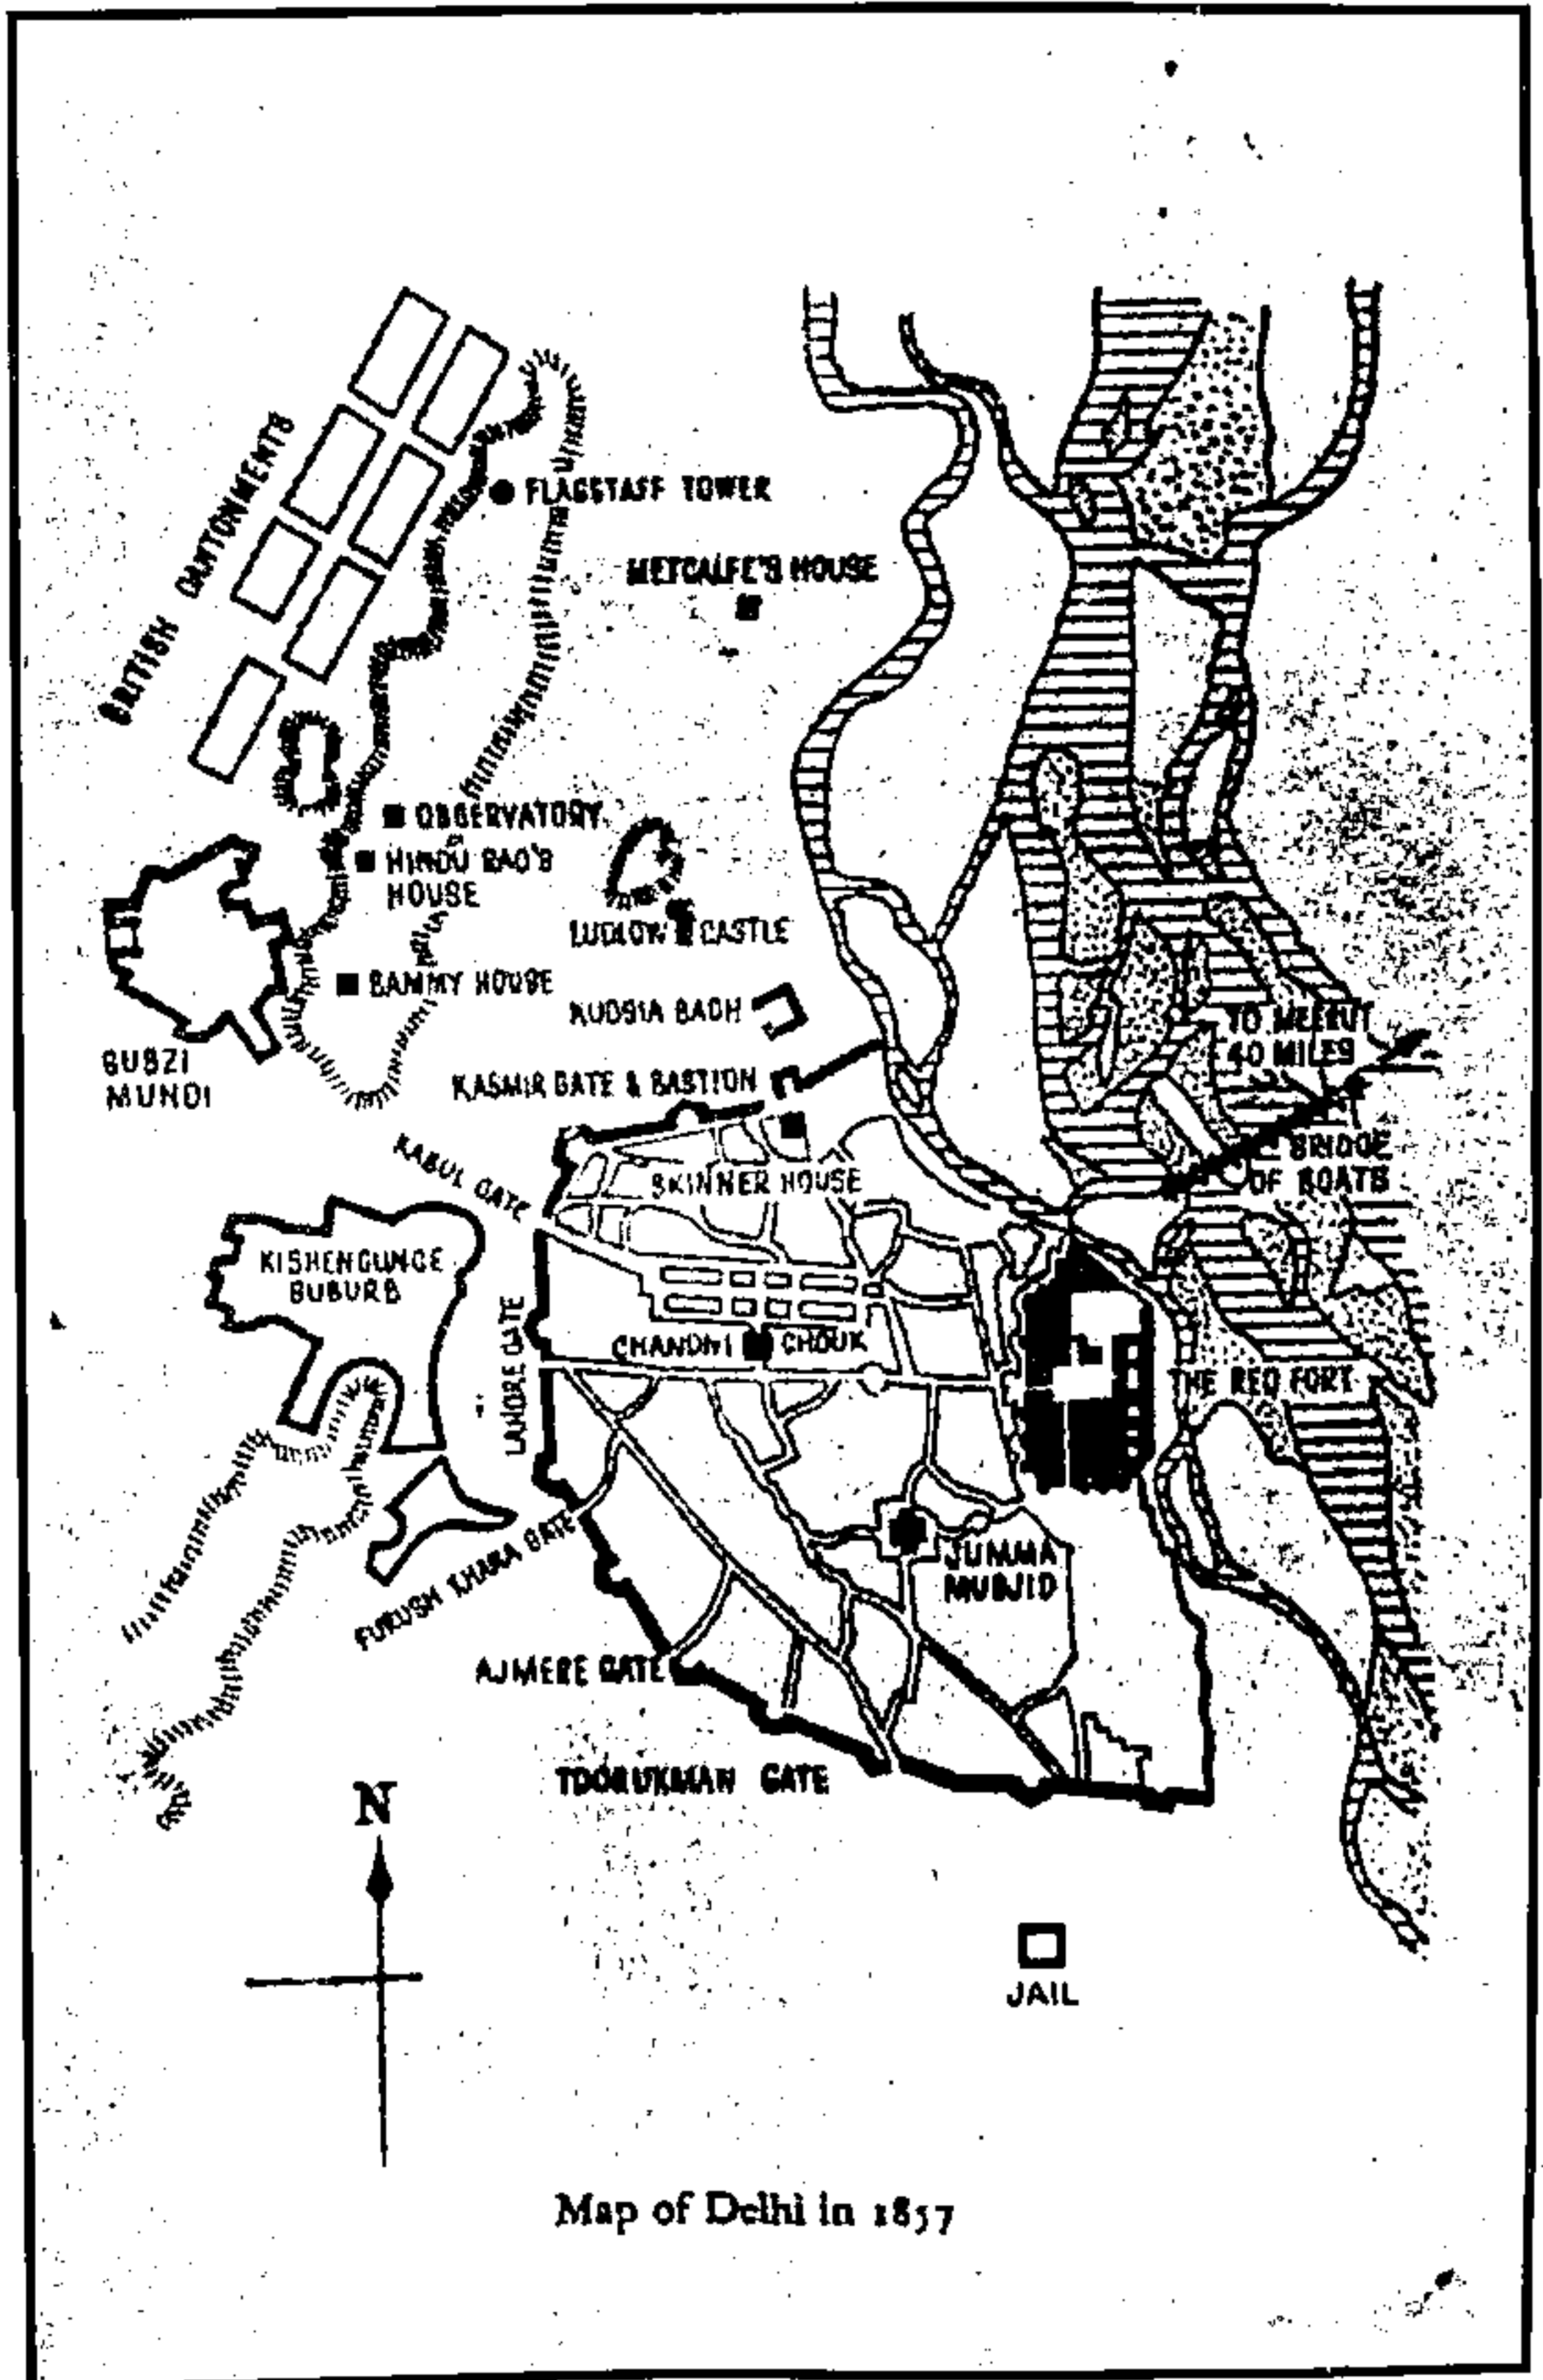 BRITISH CANTONMENTS
FLAGSTAFF TOWER
METCALFE'S HOUSE
OBSERVATORY
HINDU RAO'S
HOUSE
LUDLOW CASTLE
SAMMY HOUSE
KUDSIA BAGH
TO MEERUT
40 MILES
SUBZI
MUNDI
KASMIR GATE & BASTION
BRIDGE
OF BOATS
KABUL GATE
SKINNER HOUSE
KISHENGUNGE
SUBURB
LAHORE GATE
CHANDNI CHOUK
THE RED FORT
FURUSH KHANA GATE
JUMMA
MUSJID
AJMERE GATE
TOORUKMAN GATE
N
JAIL
Map of Delhi in 1857